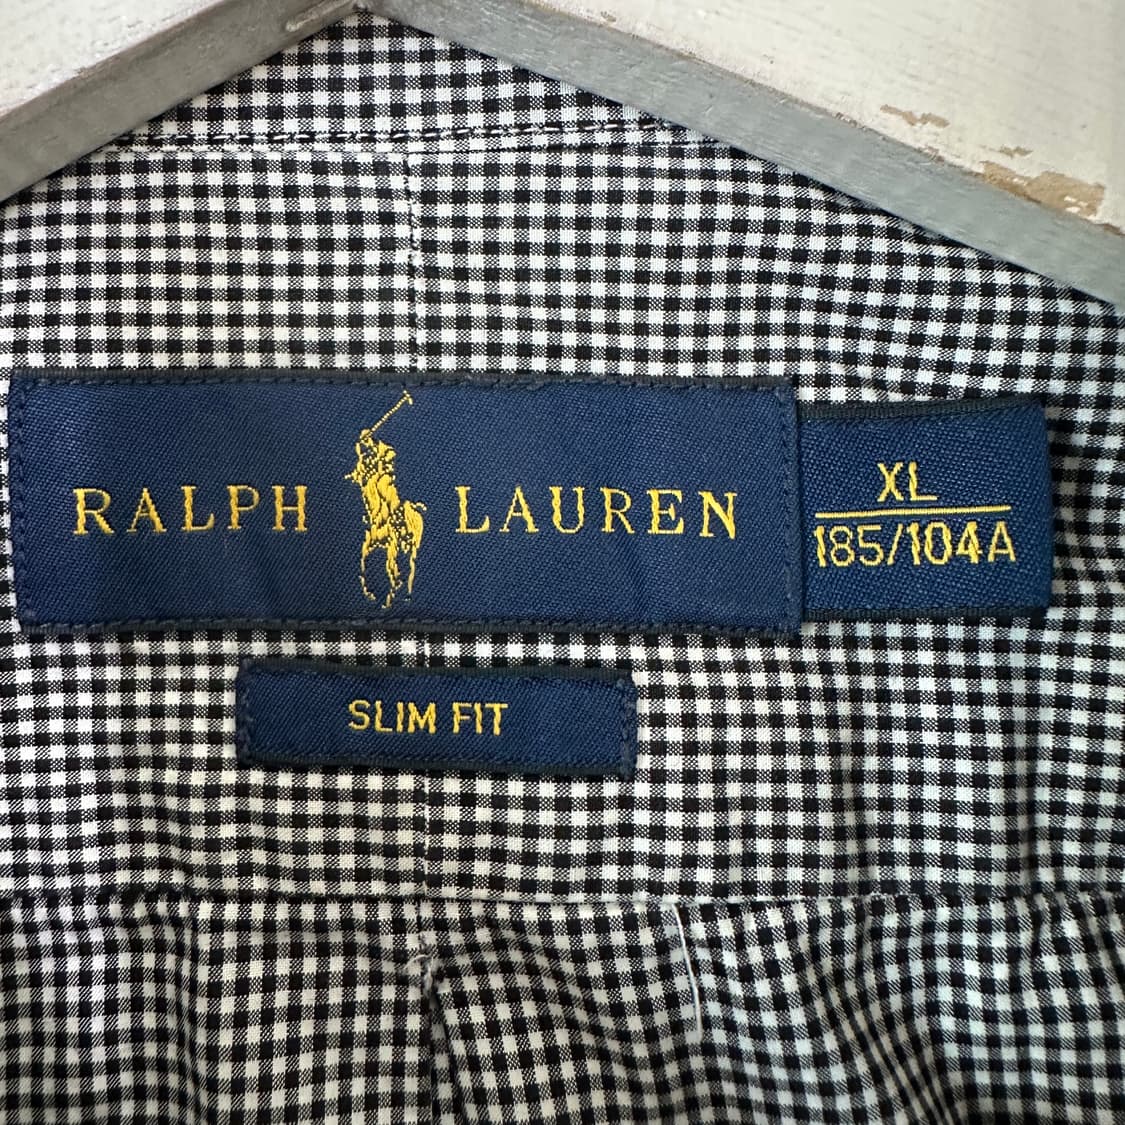 RALPH LAUREN
XL
185/104A
SLIM FIT